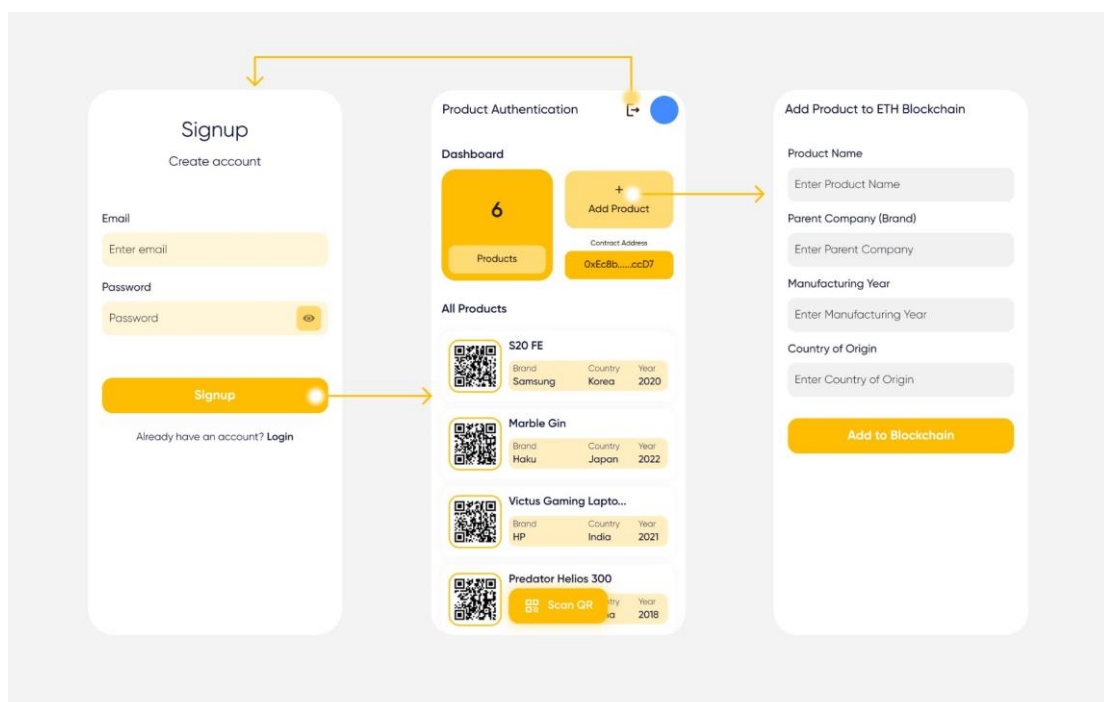 Signup
Create account
Email
Enter email
Password
Password
Signup
Already have an account? Login
Product Authentication
Dashboard
6
Products
+
Add Product
Contract Address
0xEc8b......ccD7
All Products
S20 FE
Brand Country Year
Samsung Korea 2020
Marble Gin
Brand Country Year
Haku Japan 2022
Victus Gaming Lapto...
Brand Country Year
HP India 2021
Predator Helios 300
Scan QR
Year
2018
Add Product to ETH Blockchain
Product Name
Enter Product Name
Parent Company (Brand)
Enter Parent Company
Manufacturing Year
Enter Manufacturing Year
Country of Origin
Enter Country of Origin
Add to Blockchain